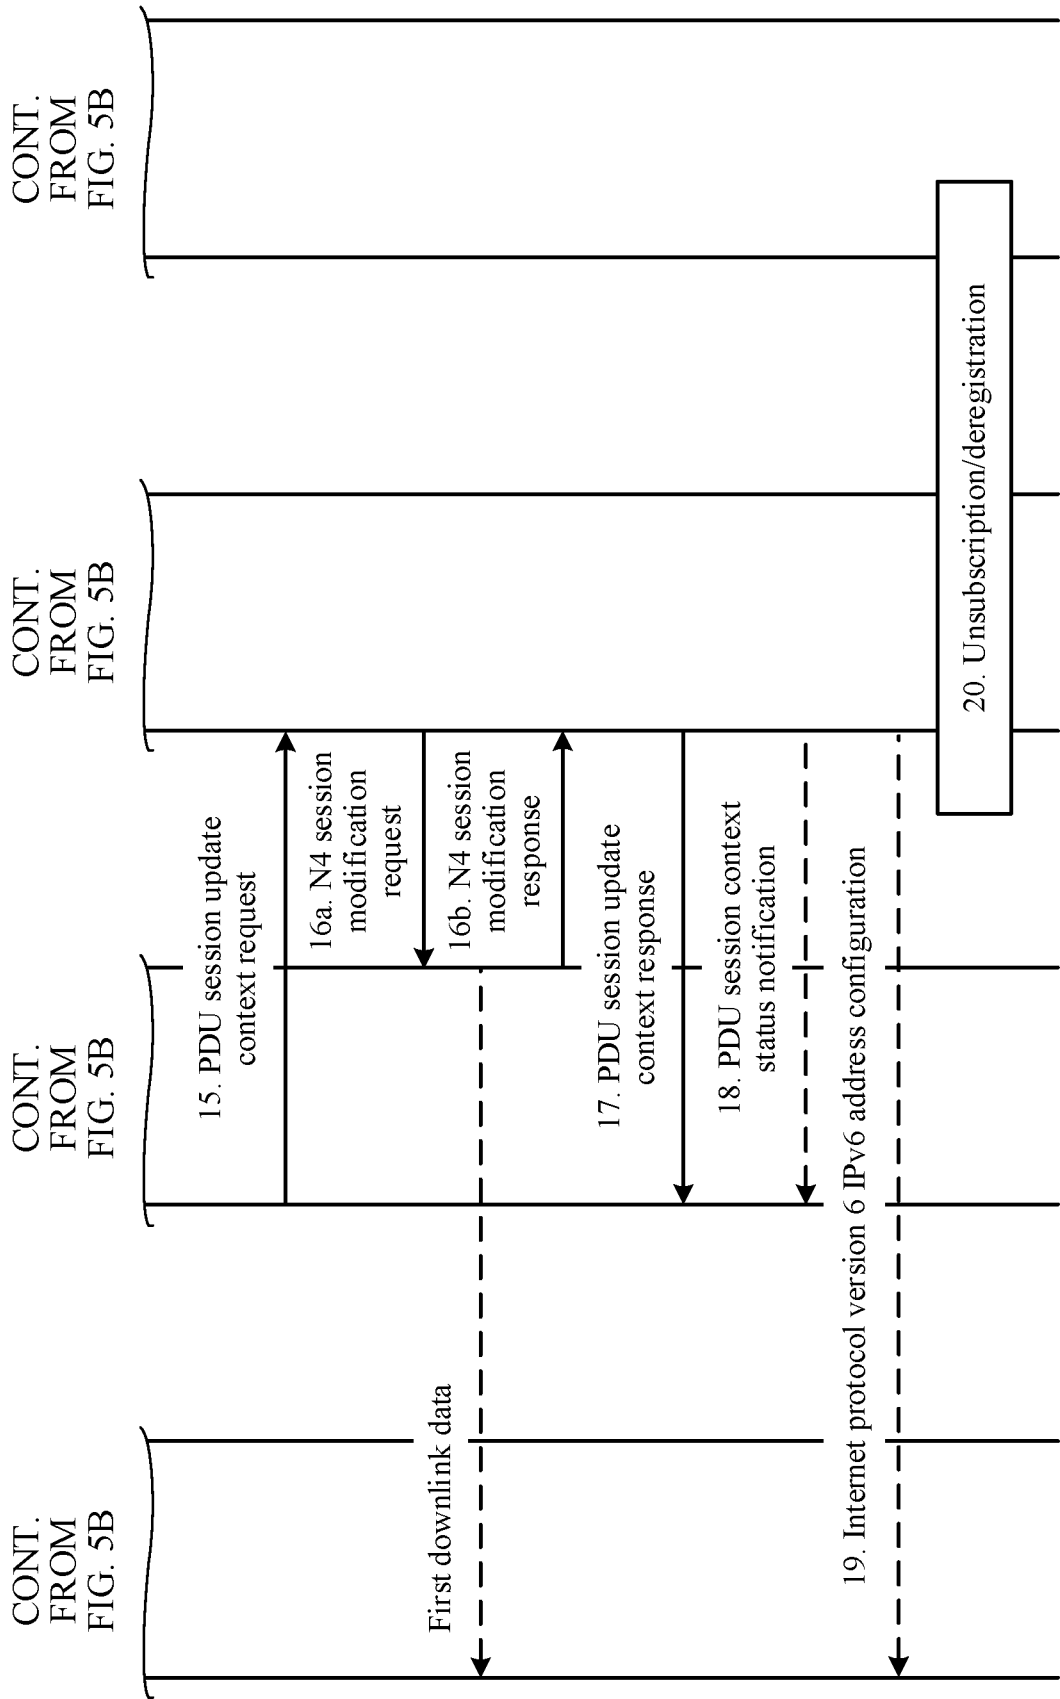 CONT.
FROM
FIG. 5B
CONT.
FROM
FIG. 5B
CONT.
FROM
FIG. 5B
CONT.
FROM
FIG. 5B
15. PDU session update
context request
16a. N4 session
modification
request
First downlink data
16b. N4 session
modification
response
17. PDU session update
context response
18. PDU session context
status notification
19. Internet protocol version 6 IPv6 address configuration
20. Unsubscription/deregistration